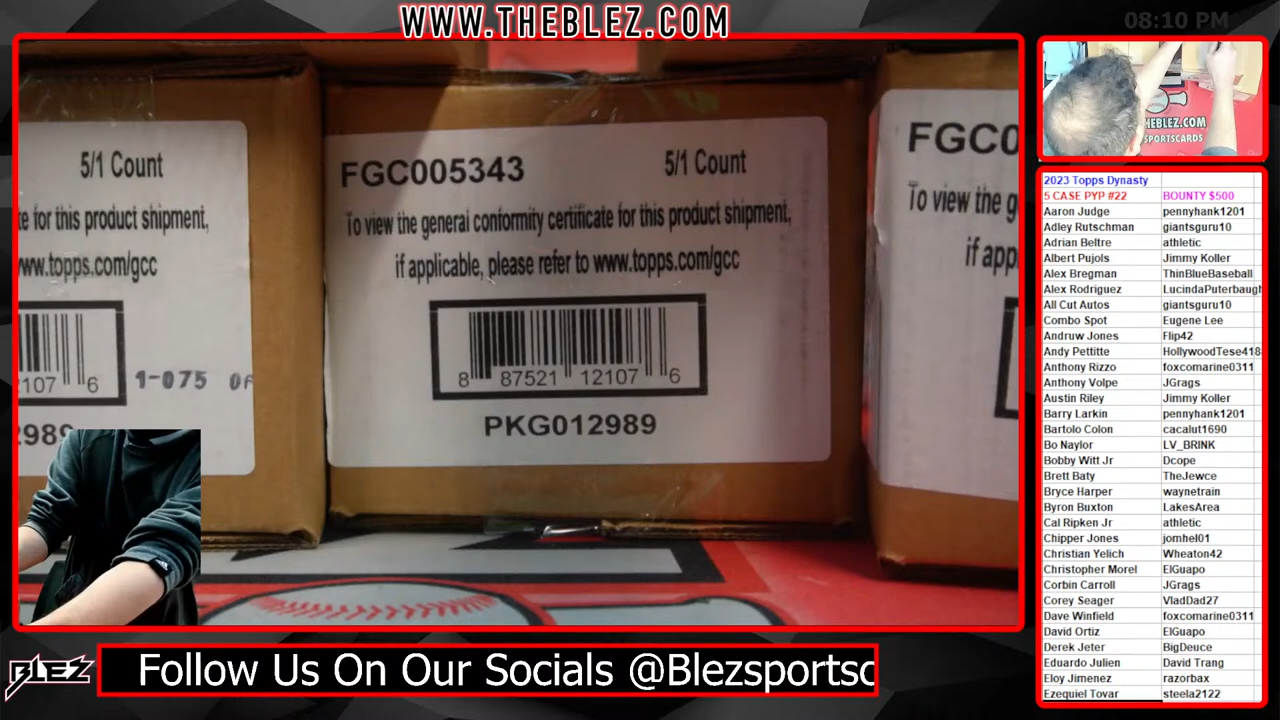 WWW.THEBLEZ.COM
08:10 PM
5/1 Count
te for this product shipment,
www.topps.com/gcc
2107 6
1-075 OF
2989
FGC005343 5/1 Count
To view the general conformity certificate for this product shipment,
if applicable, please refer to www.topps.com/gcc
8 87521 12107 6
PKG012989
FGC0
To view the g
if app
THEBLEZ.COM
SPORTSCARDS
2023 Topps Dynasty
5 CASE PYP #22 BOUNTY $500
Aaron Judge pennyhank1201
Adley Rutschman giantsguru10
Adrian Beltre athletic
Albert Pujols Jimmy Koller
Alex Bregman ThinBlueBaseball
Alex Rodriguez LucindaPuterbaugh
All Cut Autos giantsguru10
Combo Spot Eugene Lee
Andruw Jones Flip42
Andy Pettitte HollywoodTese418
Anthony Rizzo foxcomarine0311
Anthony Volpe JGrags
Austin Riley Jimmy Koller
Barry Larkin pennyhank1201
Bartolo Colon cacalut1690
Bo Naylor LV_BRINK
Bobby Witt Jr Dcope
Brett Baty TheJewce
Bryce Harper waynetrain
Byron Buxton LakesArea
Cal Ripken Jr athletic
Chipper Jones jomhel01
Christian Yelich Wheaton42
Christopher Morel ElGuapo
Corbin Carroll JGrags
Corey Seager VladDad27
Dave Winfield foxcomarine0311
David Ortiz ElGuapo
Derek Jeter BigDeuce
Eduardo Julien David Trang
Eloy Jimenez razorbax
Ezequiel Tovar steela2122
BLEZ
Follow Us On Our Socials @Blezsportsc